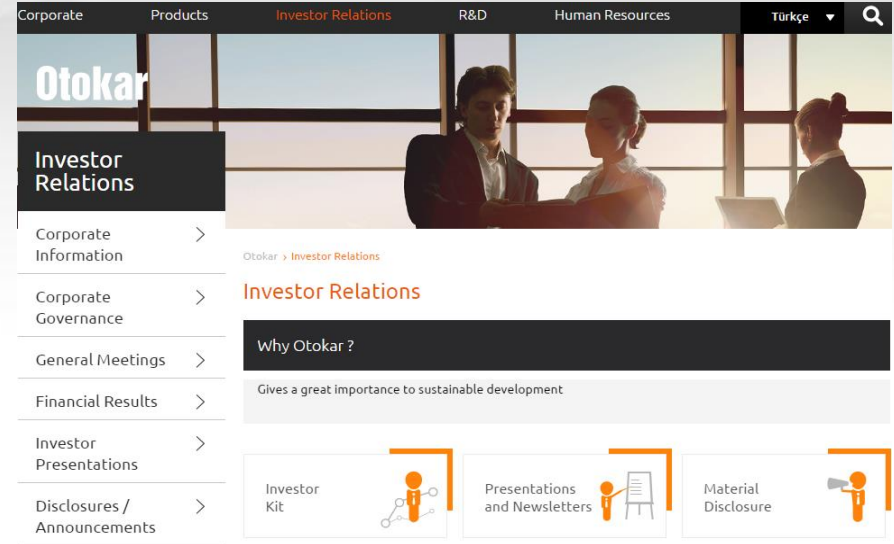 Corporate Products Investor Relations R&D Human Resources Türkçe
Otokar
Investor
Relations
Corporate
Information
Corporate
Governance
General Meetings
Financial Results
Investor
Presentations
Disclosures /
Announcements
Otokar › Investor Relations
Investor Relations
Why Otokar ?
Gives a great importance to sustainable development
Investor
Kit
Presentations
and Newsletters
Material
Disclosure